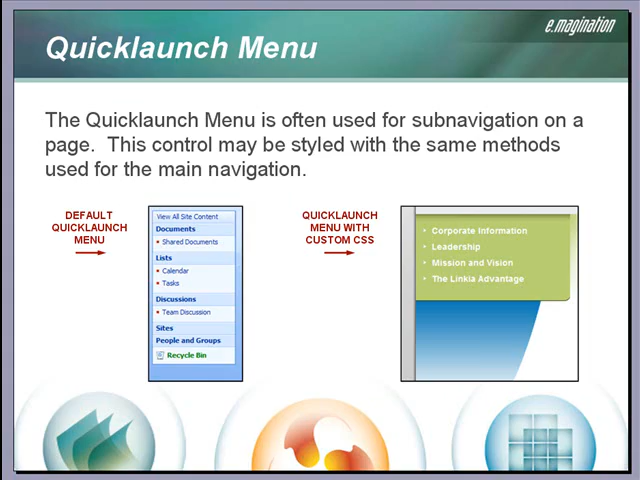 e.magination
Quicklaunch Menu
The Quicklaunch Menu is often used for subnavigation on a
page. This control may be styled with the same methods
used for the main navigation.
DEFAULT
QUICKLAUNCH
MENU
View All Site Content
Documents
Shared Documents
Lists
Calendar
Tasks
Discussions
Team Discussion
Sites
People and Groups
Recycle Bin
QUICKLAUNCH
MENU WITH
CUSTOM CSS
Corporate Information
Leadership
Mission and Vision
The Linkia Advantage